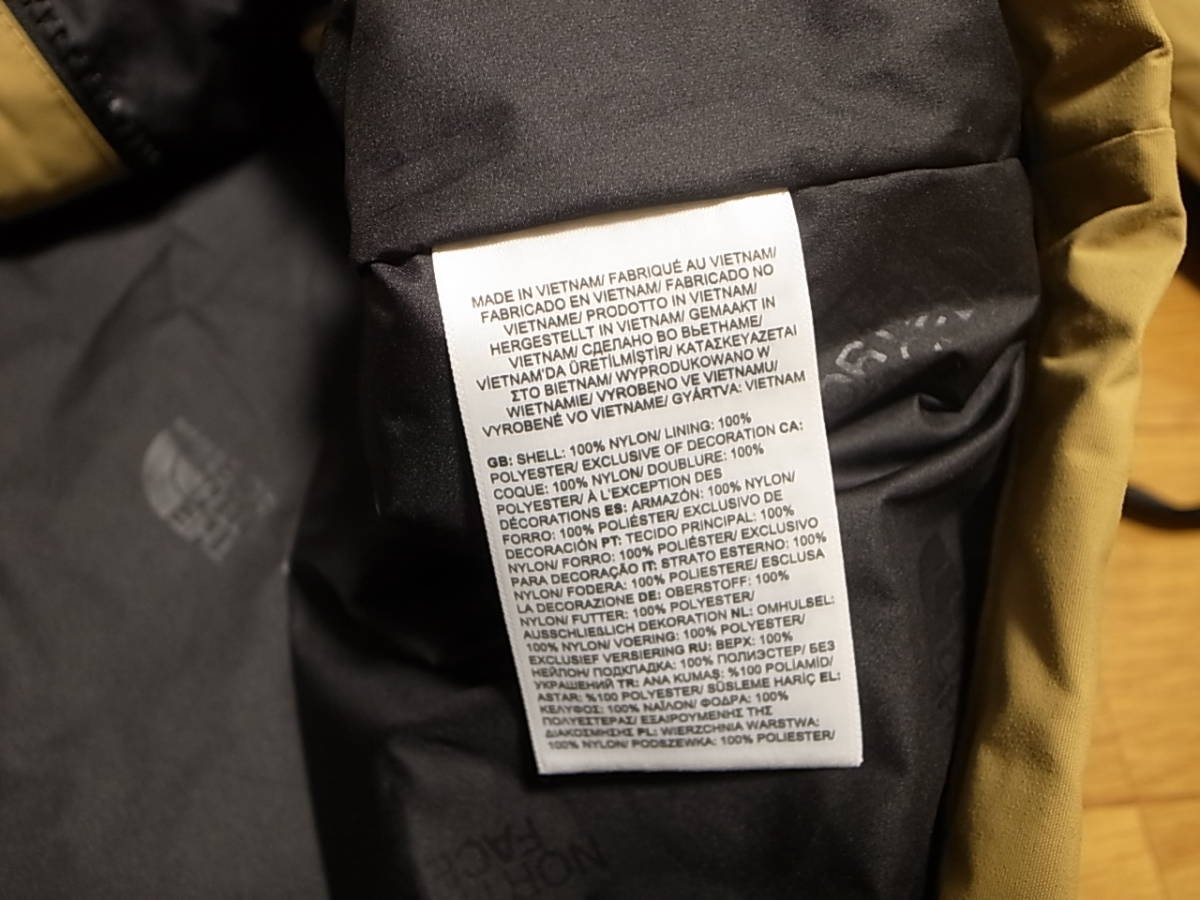 MADE IN VIETNAM/ FABRIQUÉ AU VIETNAM/
FABRICADO EN VIETNAM/ FABRICADO NO
VIETNAME/ PRODOTTO IN VIETNAM/
HERGESTELLT IN VIETNAM/ GEMAAKT IN
VIETNAM/ СДЕЛАНО ВО ВЬЕТНАМЕ/
VİETNAM'DA ÜRETİLMİŞTİR/ ΚΑΤΑΣΚΕΥΑΖΕΤΑΙ
ΣΤΟ ΒΙΕΤΝΑΜ/ WYPRODUKOWANO W
WIETNAMIE/ VYROBENO VE VIETNAMU/
VYROBENÉ VO VIETNAME/ GYÁRTVA: VIETNAM
GB: SHELL: 100% NYLON/ LINING: 100%
POLYESTER/ EXCLUSIVE OF DECORATION CA:
COQUE: 100% NYLON/ DOUBLURE: 100%
POLYESTER/ À L'EXCEPTION DES
DÉCORATIONS ES: ARMAZÓN: 100% NYLON/
FORRO: 100% POLIÉSTER/ EXCLUSIVO DE
DECORACIÓN PT: TECIDO PRINCIPAL: 100%
NYLON/ FORRO: 100% POLIÉSTER/ EXCLUSIVO
PARA DECORAÇÃO IT: STRATO ESTERNO: 100%
NYLON/ FODERA: 100% POLIESTERE/ ESCLUSA
LA DECORAZIONE DE: OBERSTOFF: 100%
NYLON/ FUTTER: 100% POLYESTER/
AUSSCHLIEßLICH DEKORATION NL: OMHULSEL:
100% NYLON/ VOERING: 100% POLYESTER/
EXCLUSIEF VERSIERING RU: ВЕРХ: 100%
НЕЙЛОН/ ПОДКЛАДКА: 100% ПОЛИЭСТЕР/ БЕЗ
УКРАШЕНИЙ TR: ANA KUMAŞ: %100 POLİAMİD/
ASTAR: %100 POLYESTER/ SÜSLEME HARİÇ EL:
ΚΕΛΥΦΟΣ: 100% ΝΑΪΛΟΝ/ ΦΟΔΡΑ: 100%
ΠΟΛΥΕΣΤΕΡΑΣ/ ΕΞΑΙΡΟΥΜΕΝΗΣ ΤΗΣ
ΔΙΑΚΟΣΜΗΣΗΣ PL: WIERZCHNIA WARSTWA:
100% NYLON/ PODSZEWKA: 100% POLIESTER/
THE
NORTH
FACE
NORTH
FACE